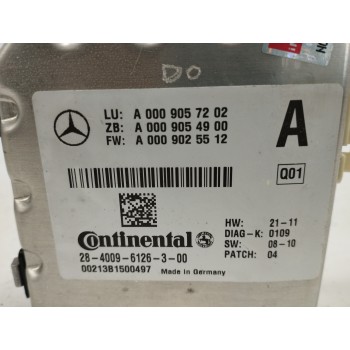 DO
LU: A 000 905 72 02
ZB: A 000 905 49 00
FW: A 000 902 55 12
A
Q01
Continental
28-4009-6126-3-00
00213B1500497 Made in Germany
HW: 21-11
DIAG-K: 0109
SW: 08-10
PATCH: 04